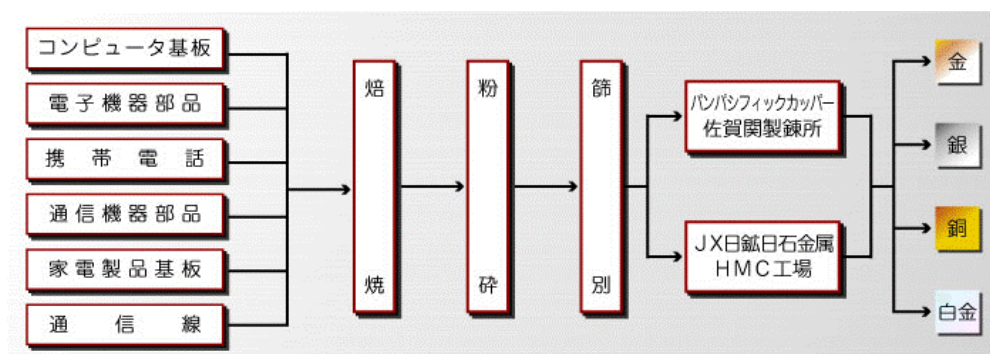 コンピュータ基板
電子機器部品
携帯電話
通信機器部品
家電製品基板
通信線
焙焼
粉砕
篩別
パンパシフィックカッパー
佐賀関製錬所
JX日鉱日石金属
HMC工場
金
銀
銅
白金